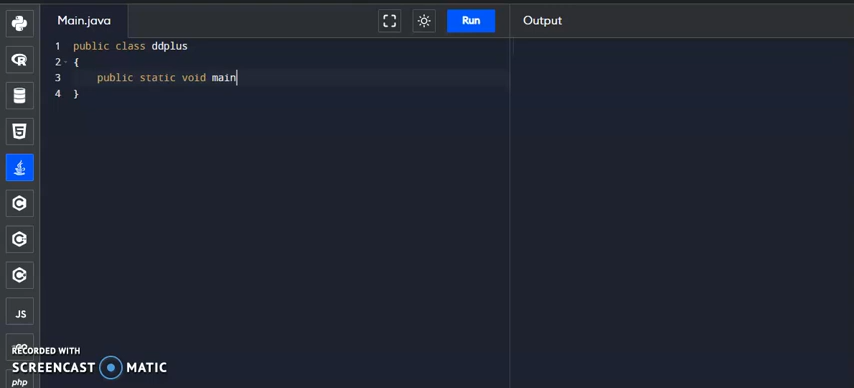 Main.java
Run
Output
1 public class ddplus
2 {
3 public static void main
4 }
JS
RECORDED WITH
SCREENCAST MATIC
php